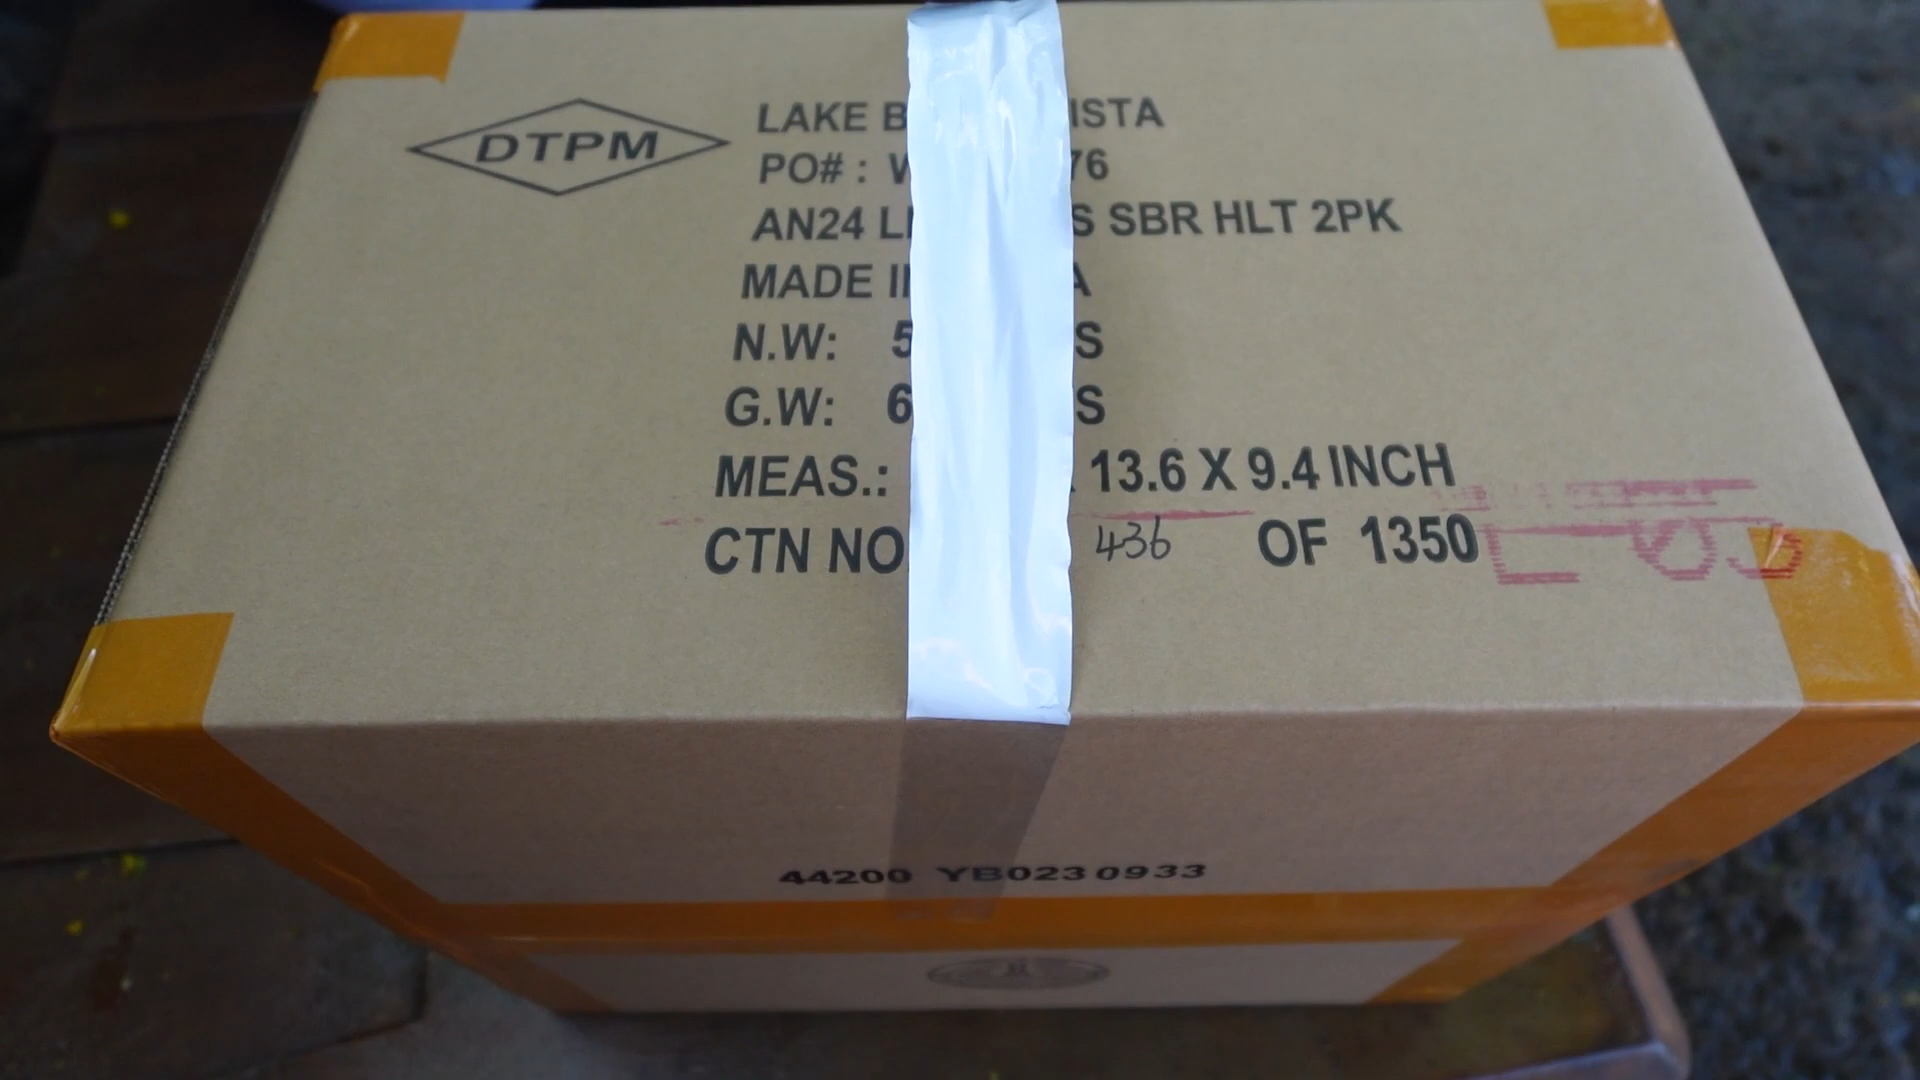 DTPM
LAKE B ISTA
PO# : 76
AN24 S SBR HLT 2PK
MADE
N.W: 5 S
G.W: 6 S
MEAS.: 13.6 X 9.4 INCH
CTN NO 436 OF 1350
44200 YB0230933